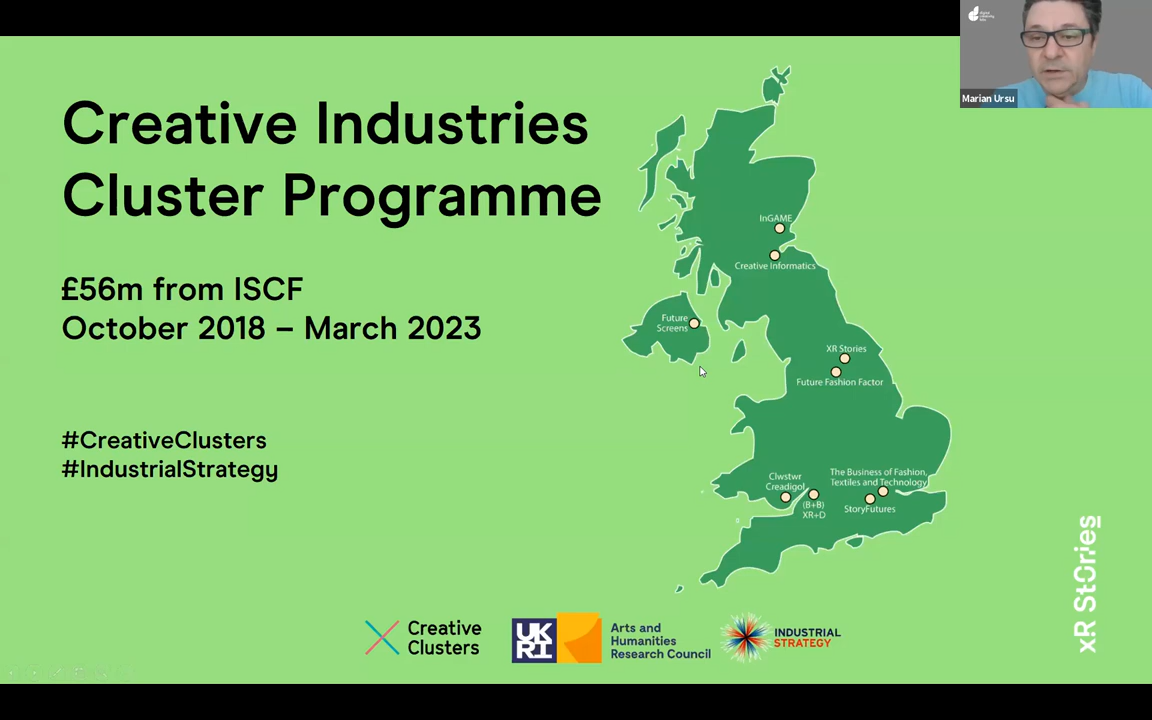 Creative Industries
Cluster Programme
£56m from ISCF
October 2018 – March 2023
#CreativeClusters
#IndustrialStrategy
InGAME
Creative Informatics
Future
Screens
XR Stories
Future Fashion Factor
Clwstwr
Creadigol
(B+B)
XR+D
The Business of Fashion,
Textiles and Technology
StoryFutures
Creative
Clusters
UK
RI
Arts and
Humanities
Research Council
INDUSTRIAL
STRATEGY
xR StOries
Marian Ursu